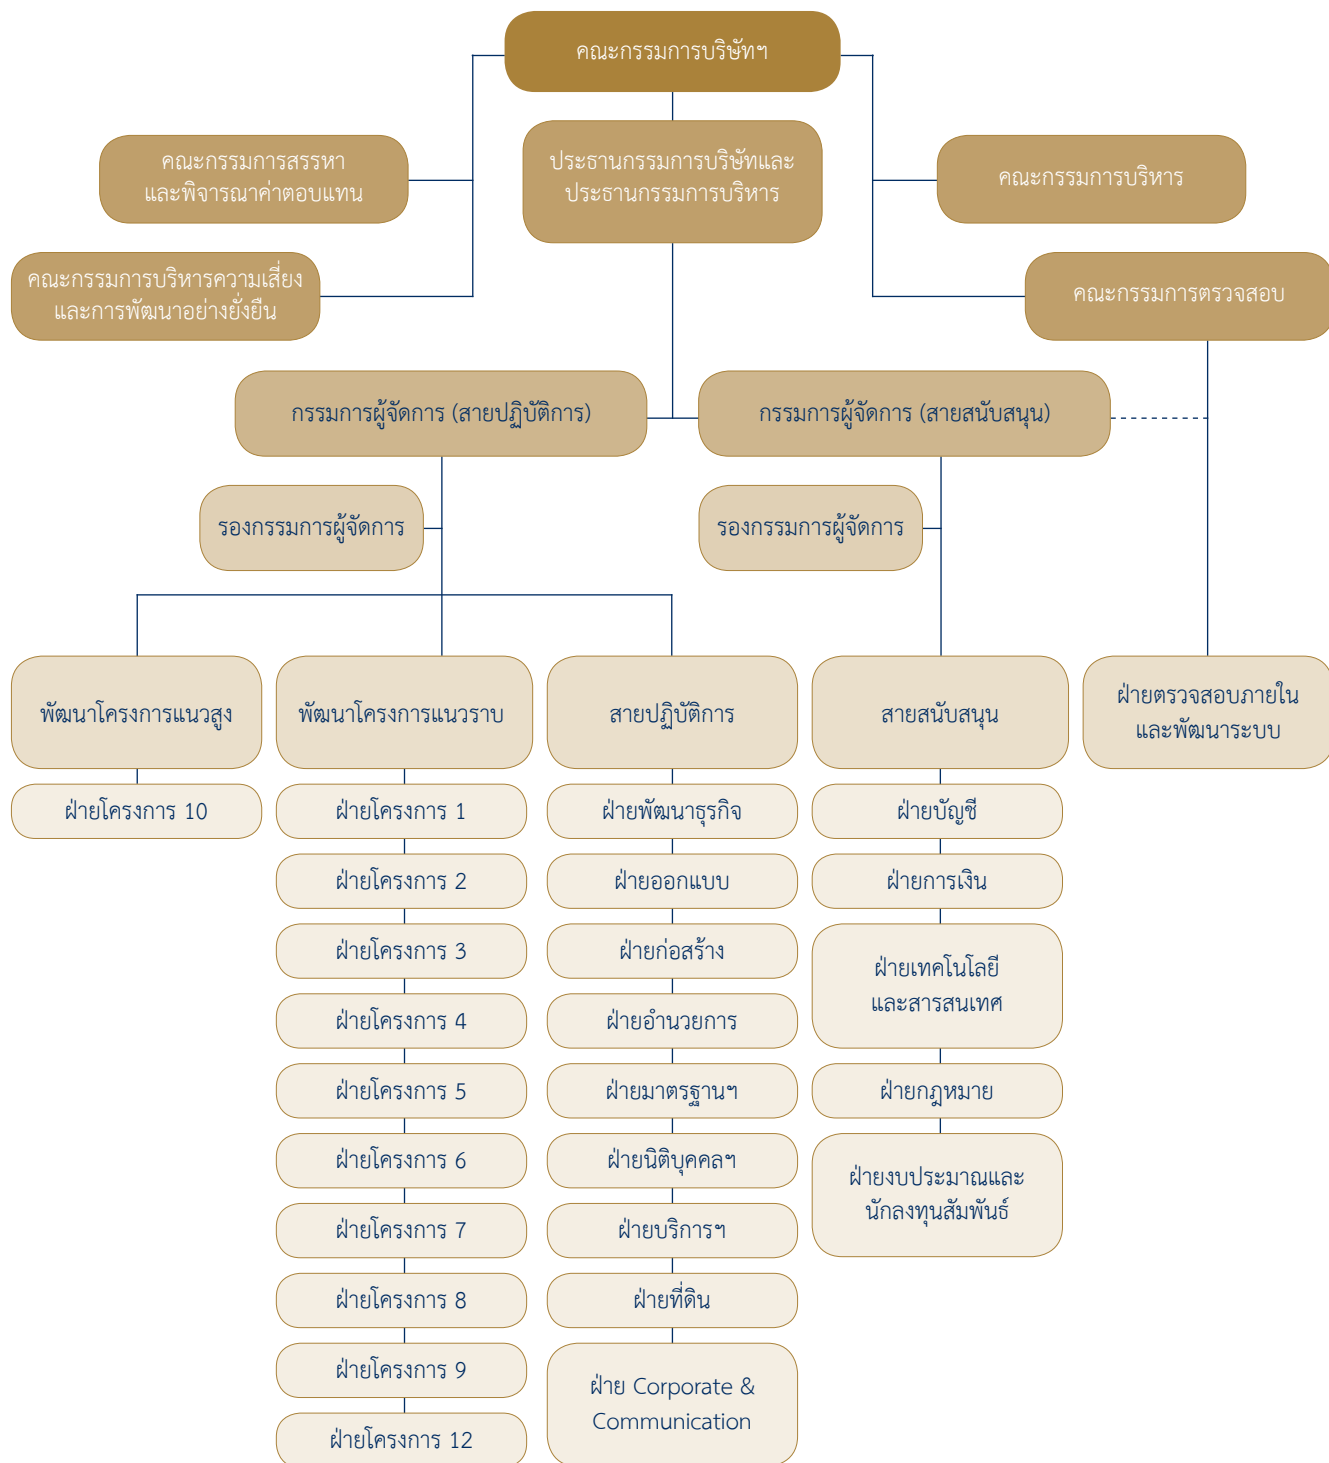 คณะกรรมการบริษัทฯ
คณะกรรมการสรรหา
และพิจารณาค่าตอบแทน
ประธานกรรมการบริษัทและ
ประธานกรรมการบริหาร
คณะกรรมการบริหาร
คณะกรรมการบริหารความเสี่ยง
และการพัฒนาอย่างยั่งยืน
คณะกรรมการตรวจสอบ
กรรมการผู้จัดการ (สายปฏิบัติการ)
กรรมการผู้จัดการ (สายสนับสนุน)
รองกรรมการผู้จัดการ
รองกรรมการผู้จัดการ
พัฒนาโครงการแนวสูง
ฝ่ายโครงการ 10
พัฒนาโครงการแนวราบ
ฝ่ายโครงการ 1
ฝ่ายโครงการ 2
ฝ่ายโครงการ 3
ฝ่ายโครงการ 4
ฝ่ายโครงการ 5
ฝ่ายโครงการ 6
ฝ่ายโครงการ 7
ฝ่ายโครงการ 8
ฝ่ายโครงการ 9
ฝ่ายโครงการ 12
สายปฏิบัติการ
ฝ่ายพัฒนาธุรกิจ
ฝ่ายออกแบบ
ฝ่ายก่อสร้าง
ฝ่ายอำนวยการ
ฝ่ายมาตรฐานฯ
ฝ่ายนิติบุคคลฯ
ฝ่ายบริการฯ
ฝ่ายที่ดิน
ฝ่าย Corporate &
Communication
สายสนับสนุน
ฝ่ายบัญชี
ฝ่ายการเงิน
ฝ่ายเทคโนโลยี
และสารสนเทศ
ฝ่ายกฎหมาย
ฝ่ายงบประมาณและ
นักลงทุนสัมพันธ์
ฝ่ายตรวจสอบภายใน
และพัฒนาระบบ